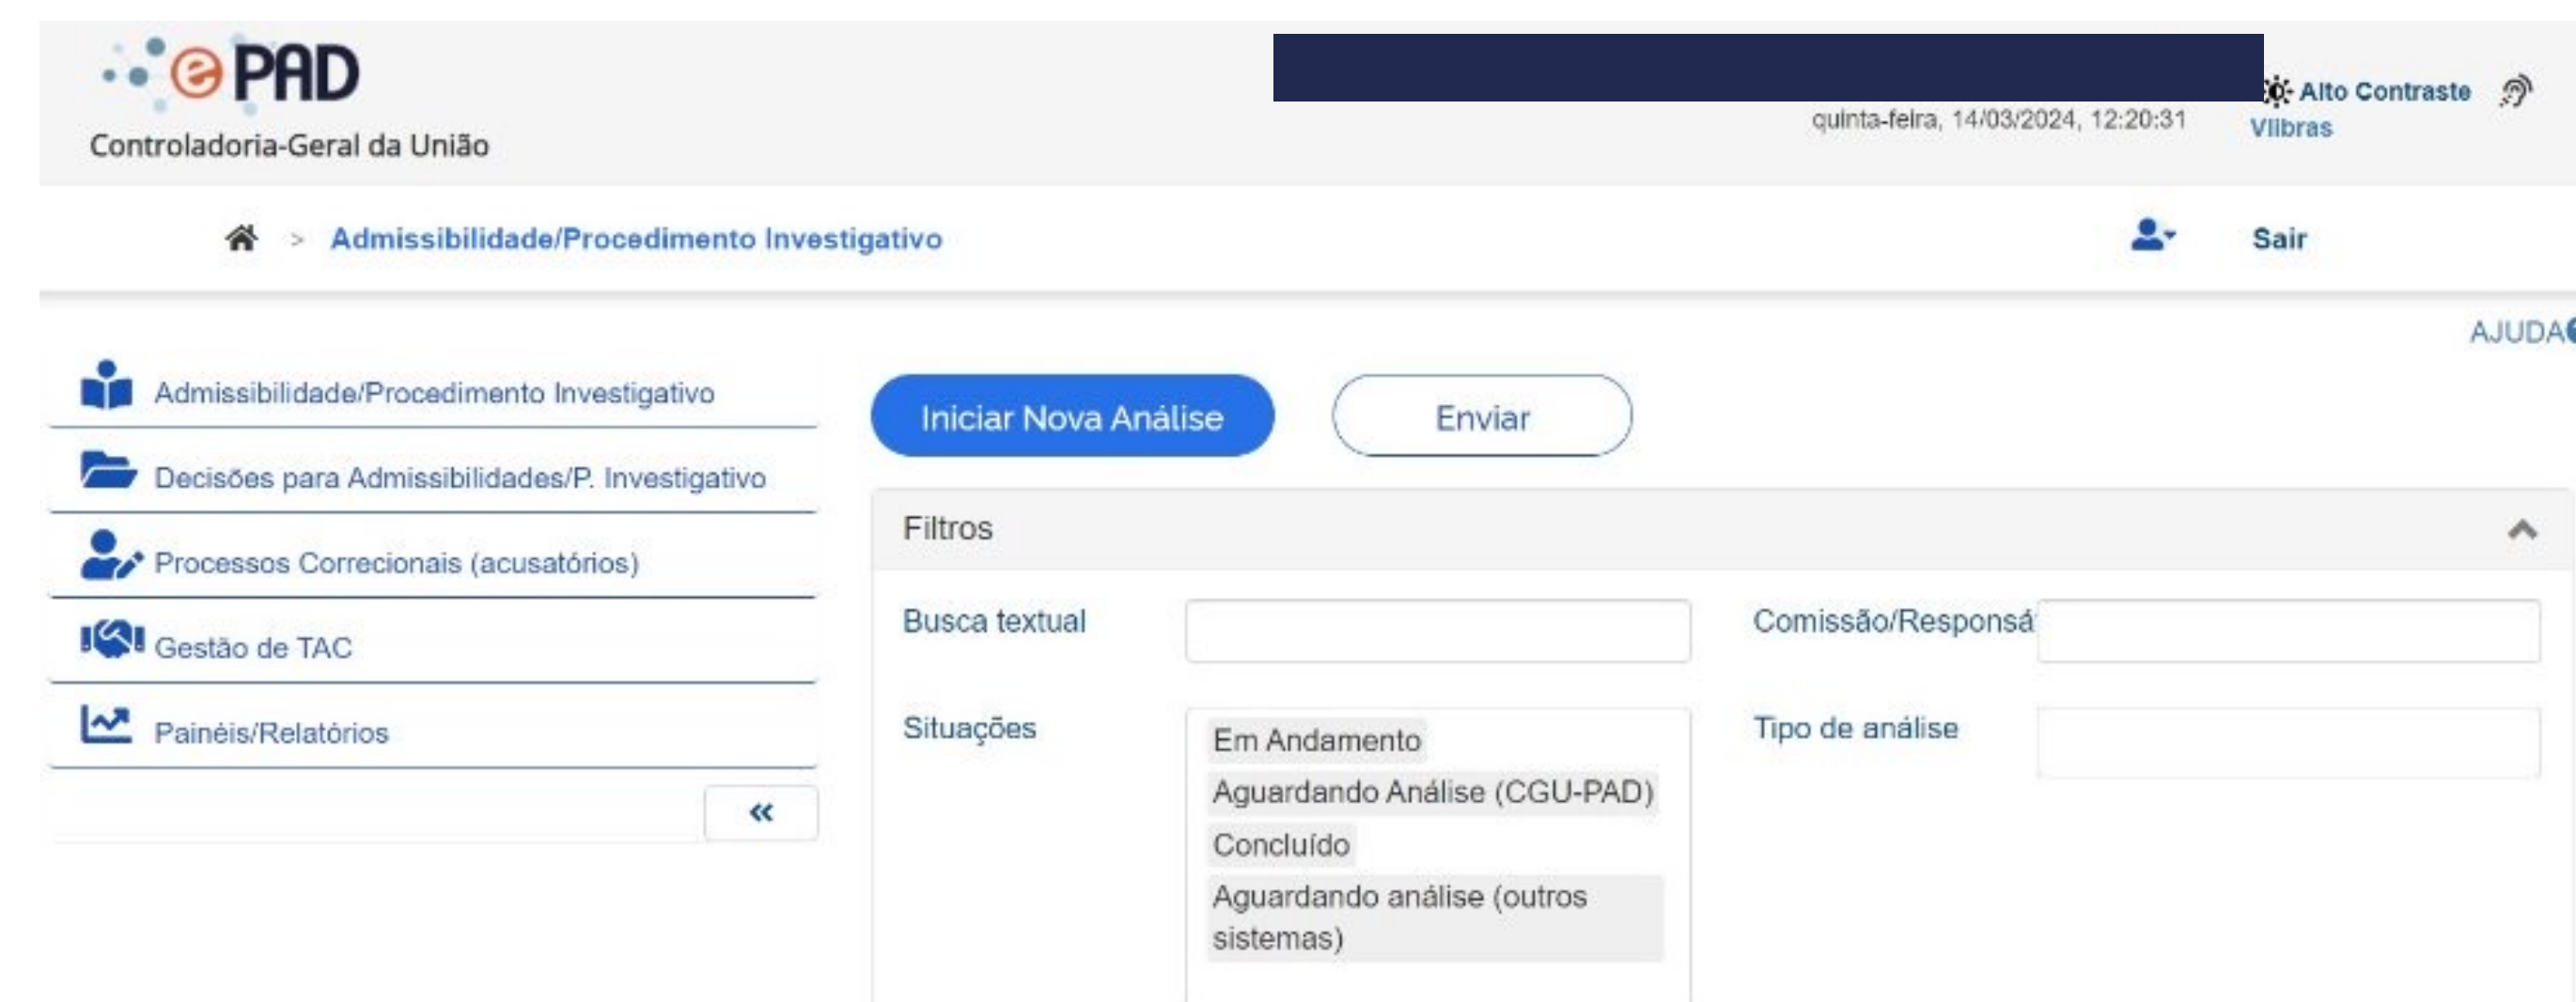 ePAD
Controladoria-Geral da União
Alto Contraste
quinta-feira, 14/03/2024, 12:20:31
Vlibras
> Admissibilidade/Procedimento Investigativo
Sair
AJUDA
Admissibilidade/Procedimento Investigativo
Decisões para Admissibilidades/P. Investigativo
Processos Correcionais (acusatórios)
Gestão de TAC
Painéis/Relatórios
«
Iniciar Nova Análise
Enviar
Filtros
Busca textual
Comissão/Responsá
Situações
Em Andamento
Aguardando Análise (CGU-PAD)
Concluído
Aguardando análise (outros
sistemas)
Tipo de análise